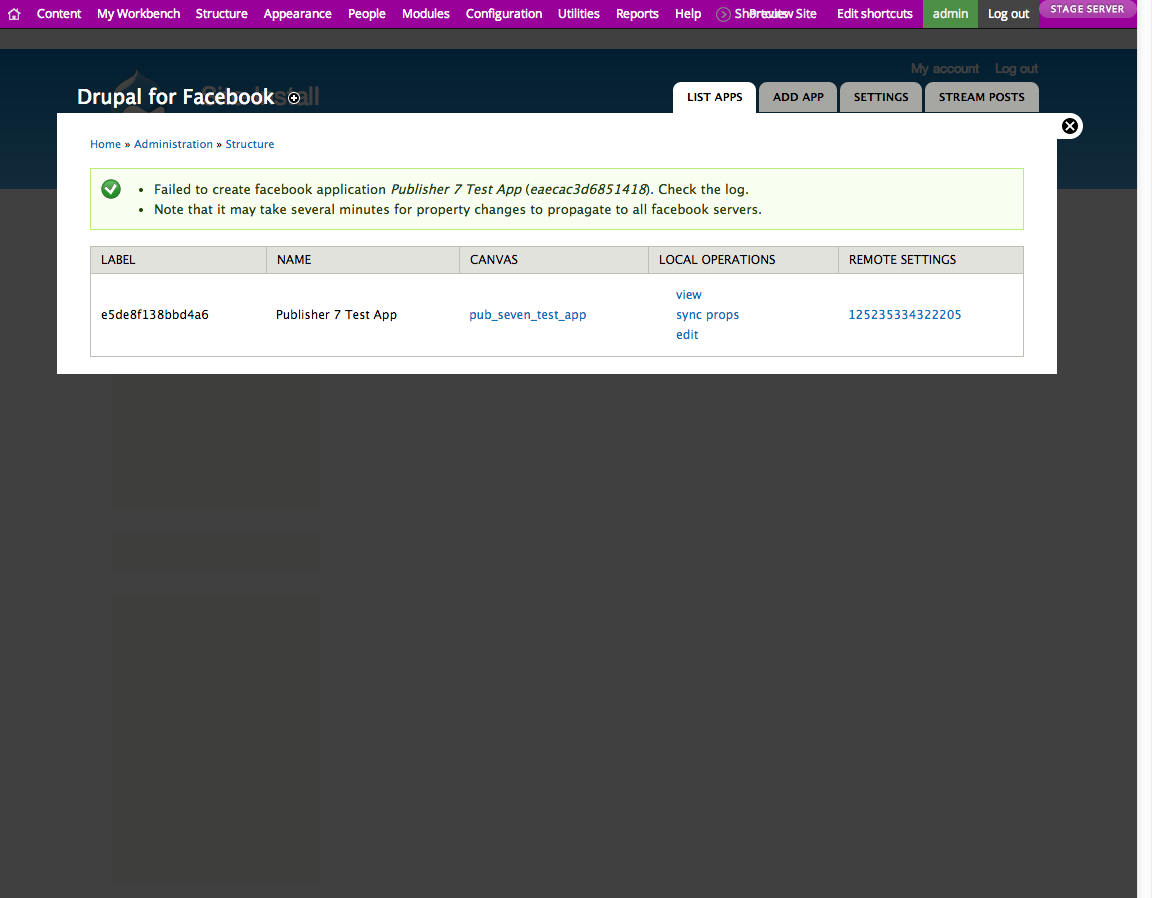 Content My Workbench Structure Appearance People Modules Configuration Utilities Reports Help Preview Site Edit shortcuts admin Log out STAGE SERVER
My account Log out
Drupal for Facebook
LIST APPS ADD APP SETTINGS STREAM POSTS
Home » Administration » Structure
• Failed to create facebook application Publisher 7 Test App (eaecac3d6851418). Check the log.
• Note that it may take several minutes for property changes to propagate to all facebook servers.
LABEL NAME CANVAS LOCAL OPERATIONS REMOTE SETTINGS
view
e5de8f138bbd4a6 Publisher 7 Test App pub_seven_test_app sync props 125235334322205
edit